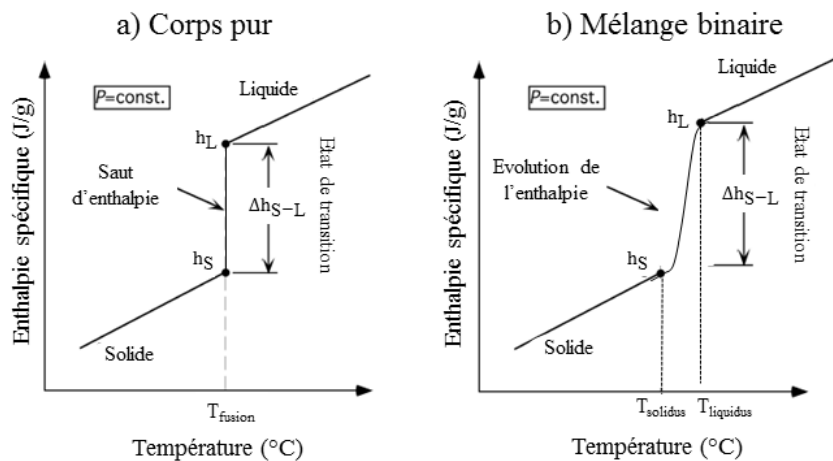 a) Corps pur
Enthalpie spécifique (J/g)
P=const.
Liquide
hL
Saut
d’enthalpie
ΔhS–L
Etat de transition
hS
Solide
Tfusion
Température (°C)
b) Mélange binaire
Enthalpie spécifique (J/g)
P=const.
Liquide
hL
Evolution de
l’enthalpie
ΔhS–L
Etat de transition
hS
Solide
Tsolidus
Tliquidus
Température (°C)